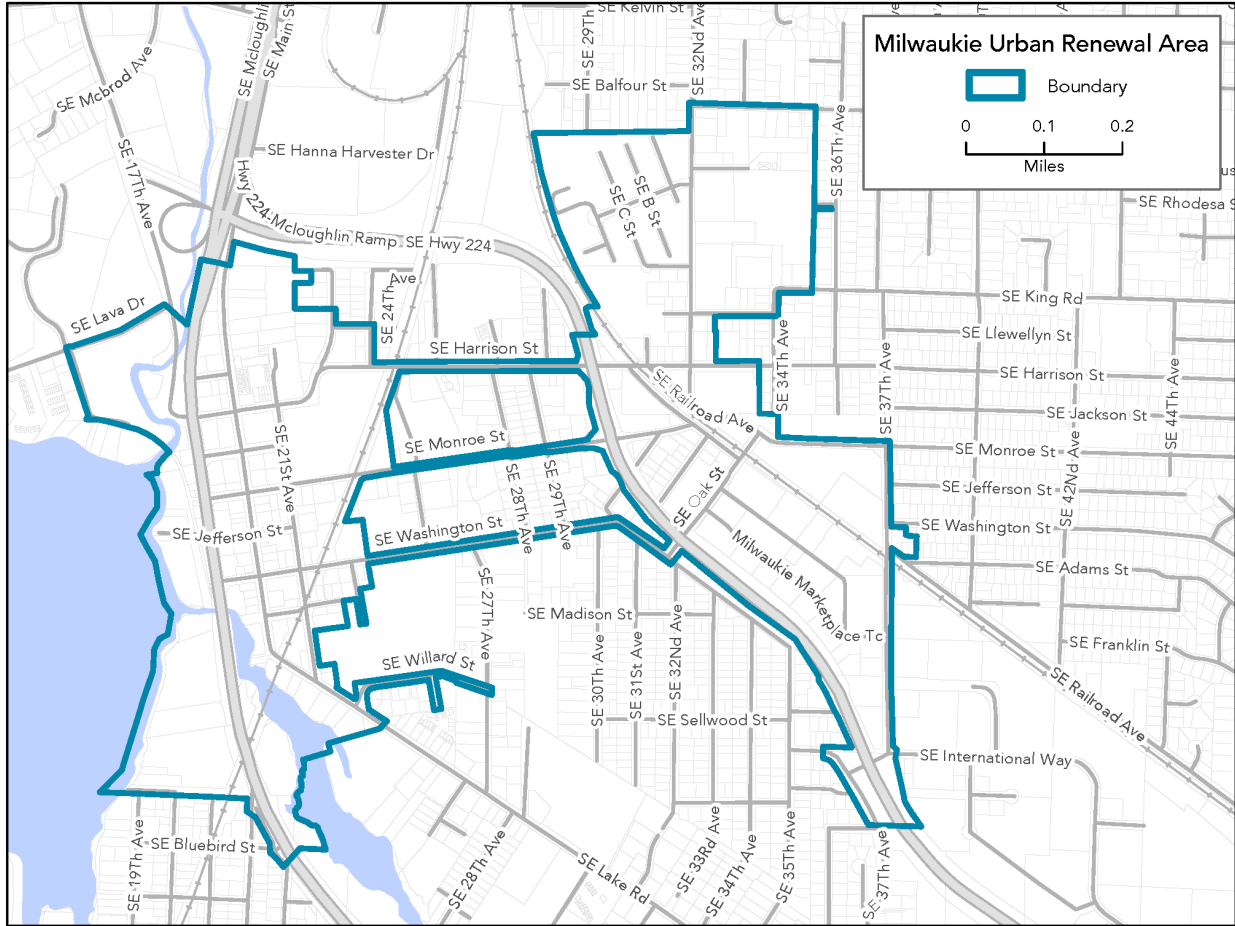 SE Kelvin St
SE Mcbrod Ave
SE Mcloughlin
SE Main St
SE 29Th
SE 32Nd Ave
SE Balfour St
Milwaukie Urban Renewal Area
Boundary
0 0.1 0.2
Miles
SE 17Th Ave
SE Hanna Harvester Dr
SE 36Th Ave
SE B St
SE C St
SE Rhodesa S
Hwy 224-Mcloughlin Ramp
SE Hwy 224
SE Lava Dr
SE 24Th
Ave
SE King Rd
SE Llewellyn St
SE Harrison St
SE 34Th Ave
SE 37Th Ave
SE Harrison St
SE Railroad Ave
SE 44Th Ave
SE Jackson St
SE 21St Ave
SE Monroe St
SE Monroe St
SE 28Th Ave
SE 29Th Ave
SE Oak St
SE 42Nd Ave
SE Jefferson St
SE Jefferson St
SE Washington St
SE Washington St
Milwaukie Marketplace Tc
SE Adams St
SE 27Th Ave
SE Madison St
SE Franklin St
SE Willard St
SE 30Th Ave
SE 31St Ave
SE 32Nd Ave
SE Railroad Ave
SE Sellwood St
SE International Way
SE Bluebird St
SE 19Th Ave
SE 28Th Ave
SE Lake Rd
SE 33Rd Ave
SE 34Th Ave
SE 35Th Ave
SE 37Th Ave